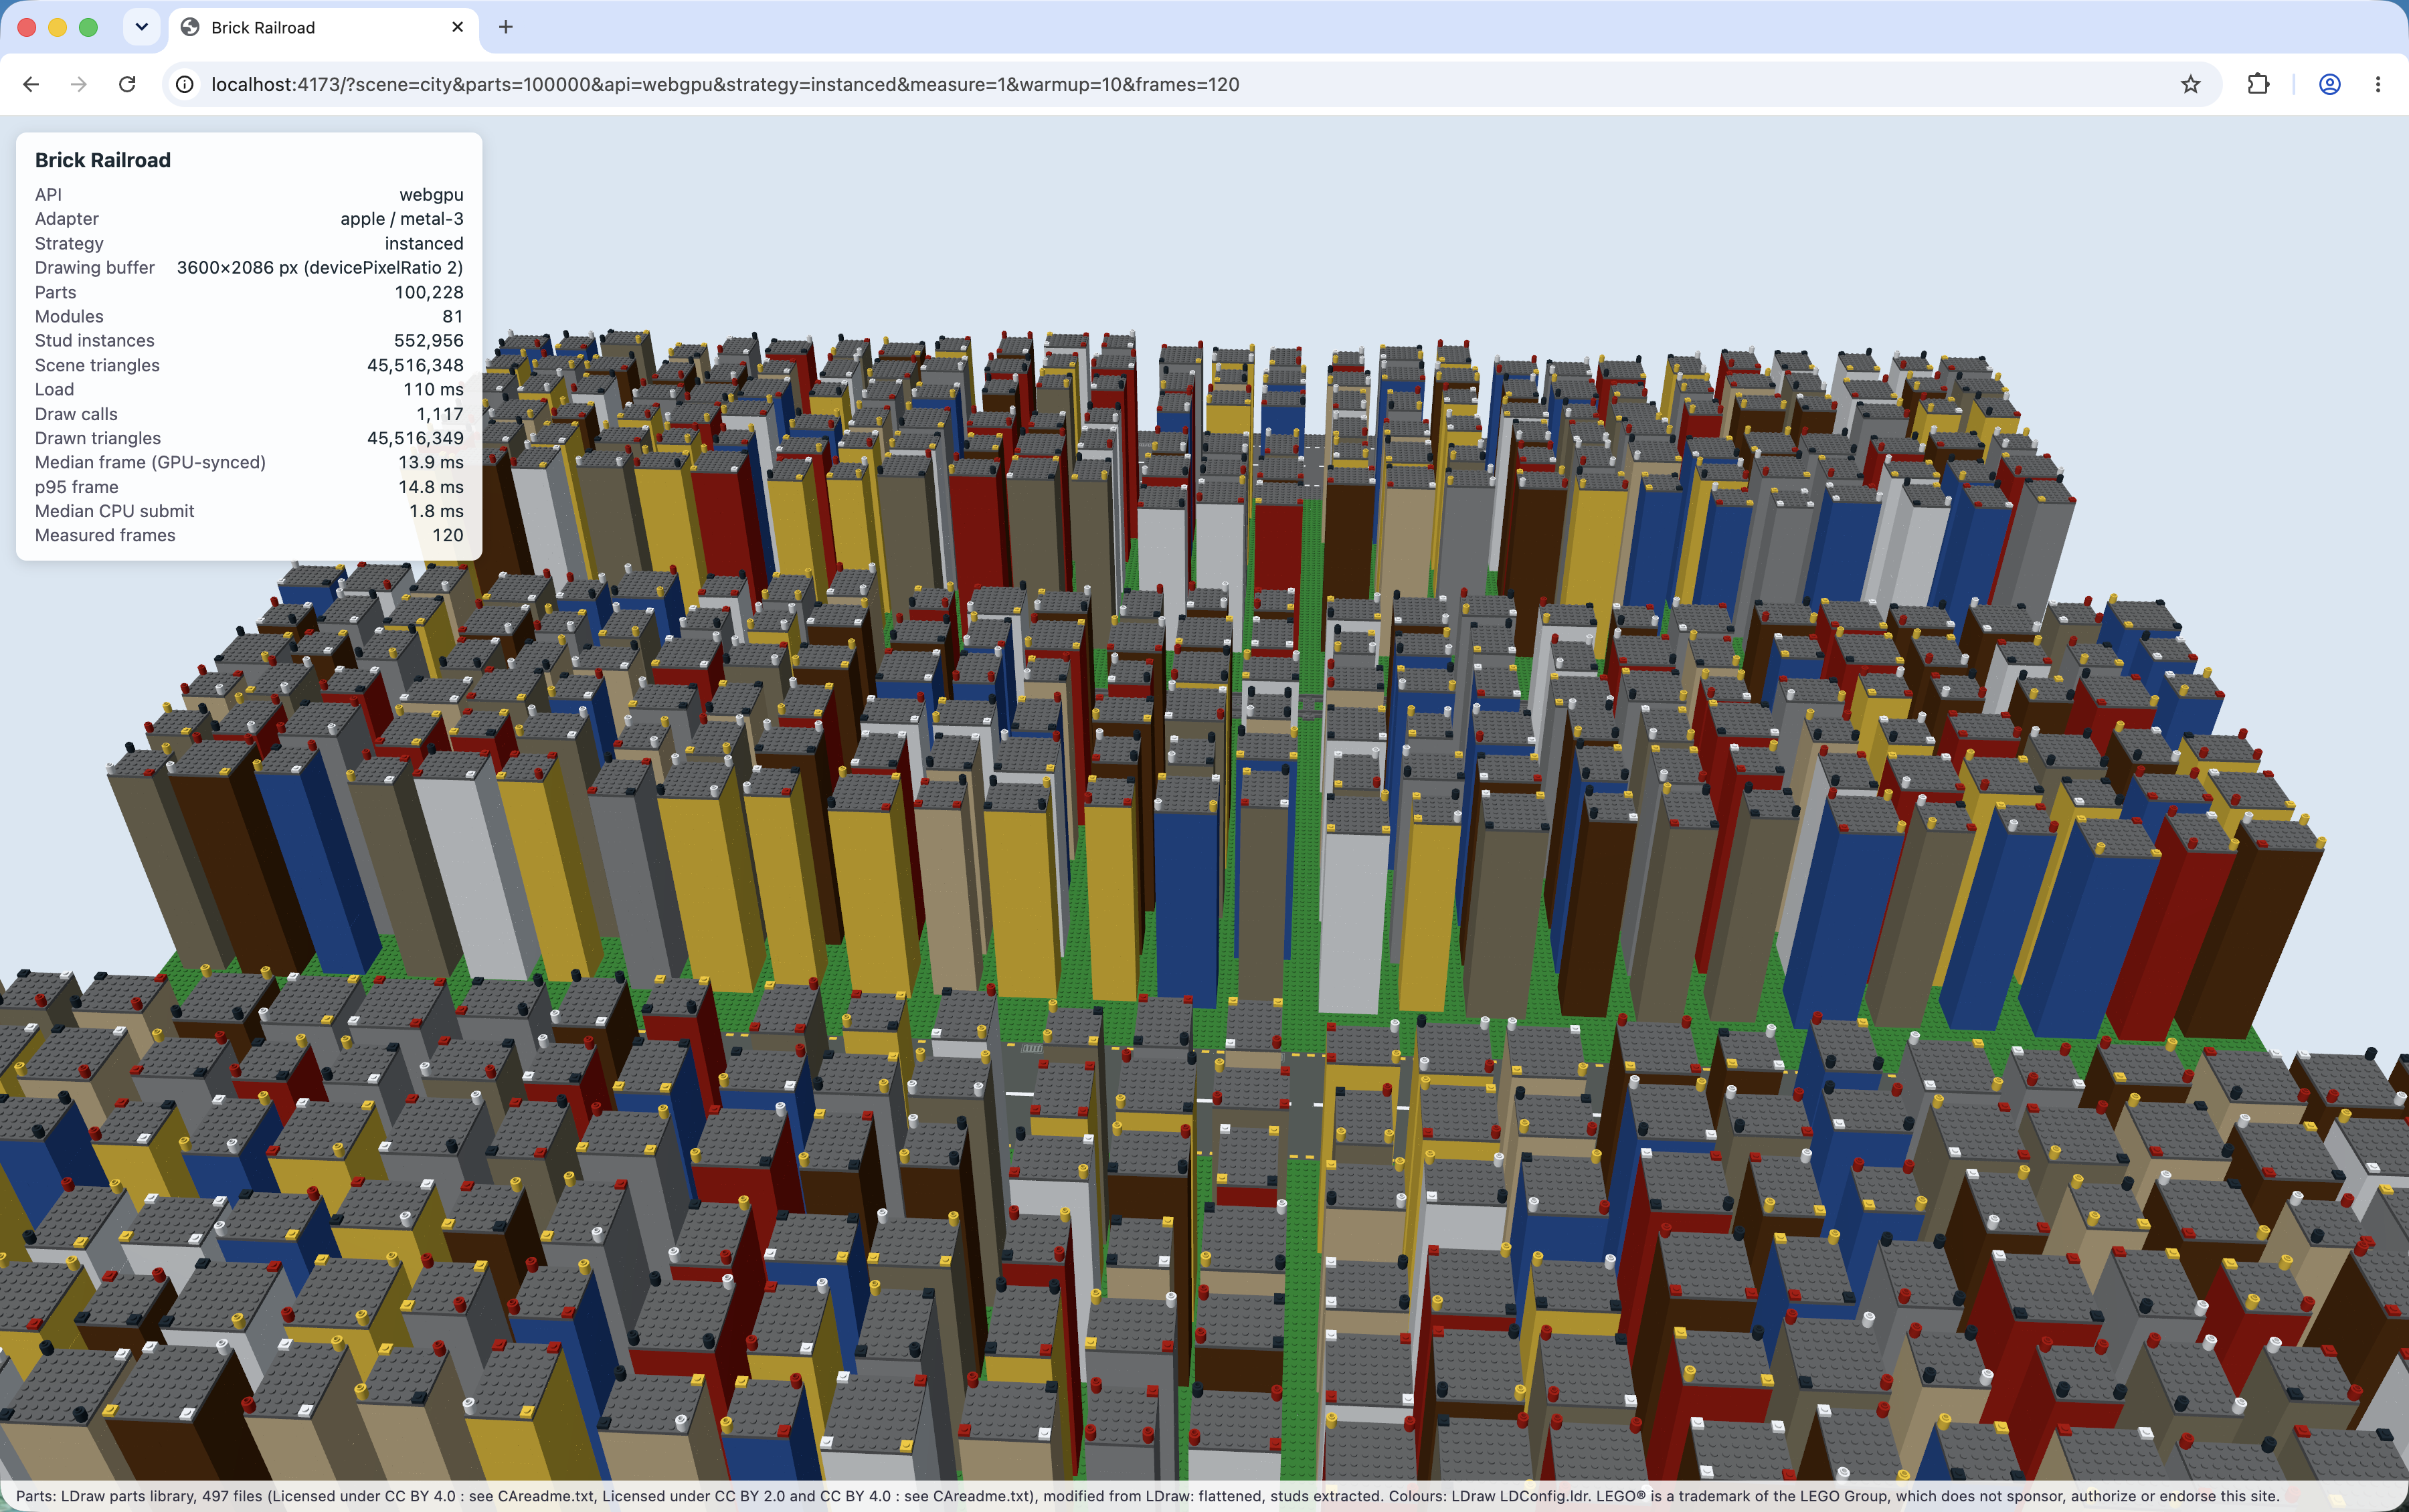 Brick Railroad
localhost:4173/?scene=city&parts=100000&api=webgpu&strategy=instanced&measure=1&warmup=10&frames=120
Brick Railroad
API webgpu
Adapter apple / metal-3
Strategy instanced
Drawing buffer 3600×2086 px (devicePixelRatio 2)
Parts 100,228
Modules 81
Stud instances 552,956
Scene triangles 45,516,348
Load 110 ms
Draw calls 1,117
Drawn triangles 45,516,349
Median frame (GPU-synced) 13.9 ms
p95 frame 14.8 ms
Median CPU submit 1.8 ms
Measured frames 120
Parts: LDraw parts library, 497 files (Licensed under CC BY 4.0 : see CAreadme.txt, Licensed under CC BY 2.0 and CC BY 4.0 : see CAreadme.txt), modified from LDraw: flattened, studs extracted. Colours: LDraw LDConfig.ldr. LEGO® is a trademark of the LEGO Group, which does not sponsor, authorize or endorse this site.